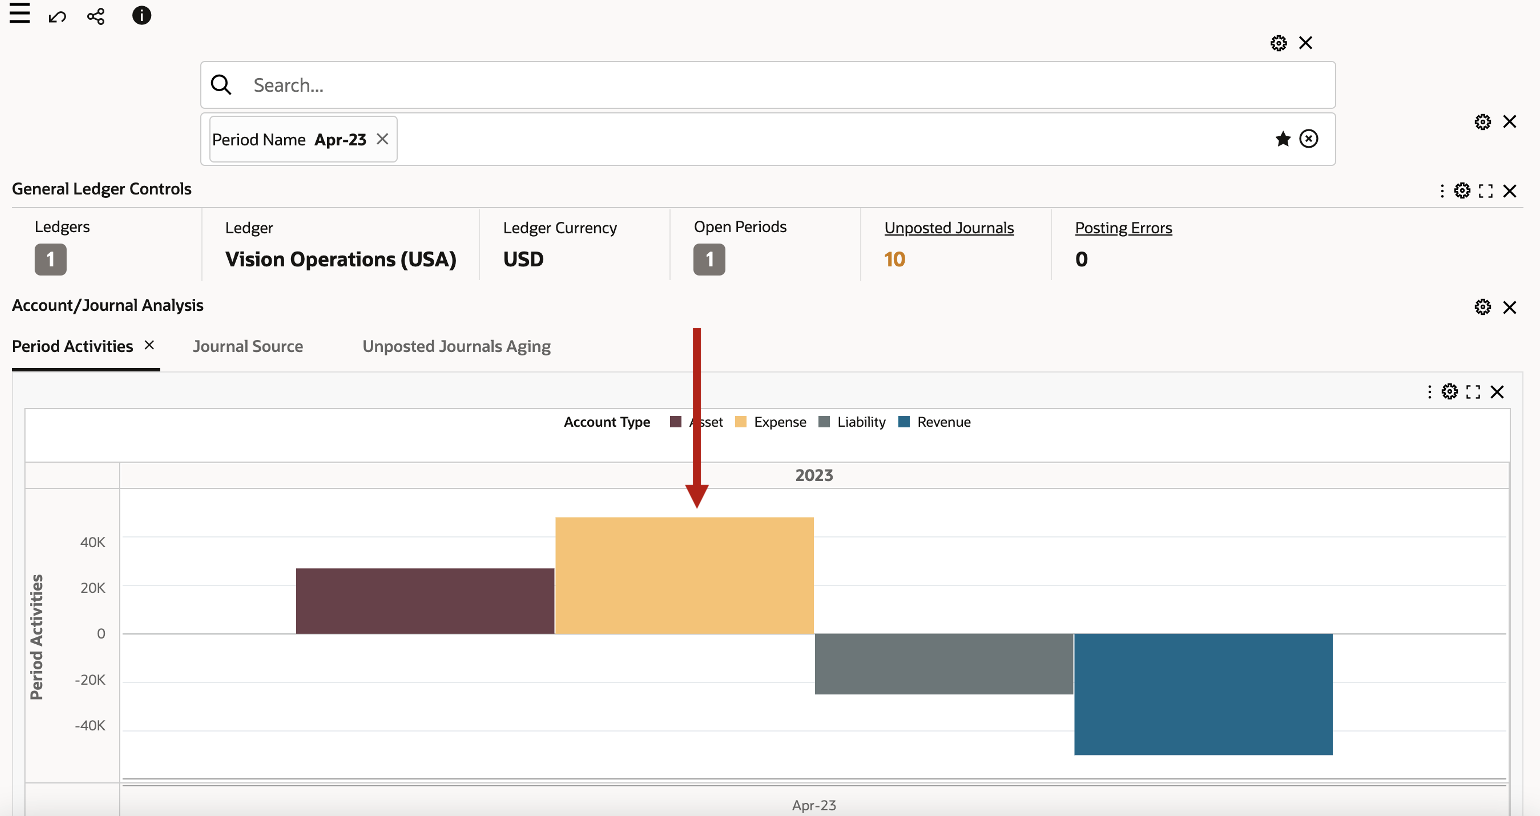 Search...
Period Name Apr-23
General Ledger Controls
Ledgers
1
Ledger
Vision Operations (USA)
Ledger Currency
USD
Open Periods
1
Unposted Journals
10
Posting Errors
0
Account/Journal Analysis
Period Activities
Journal Source
Unposted Journals Aging
Account Type Asset Expense Liability Revenue
2023
Period Activities
40K
20K
0
-20K
-40K
Apr-23